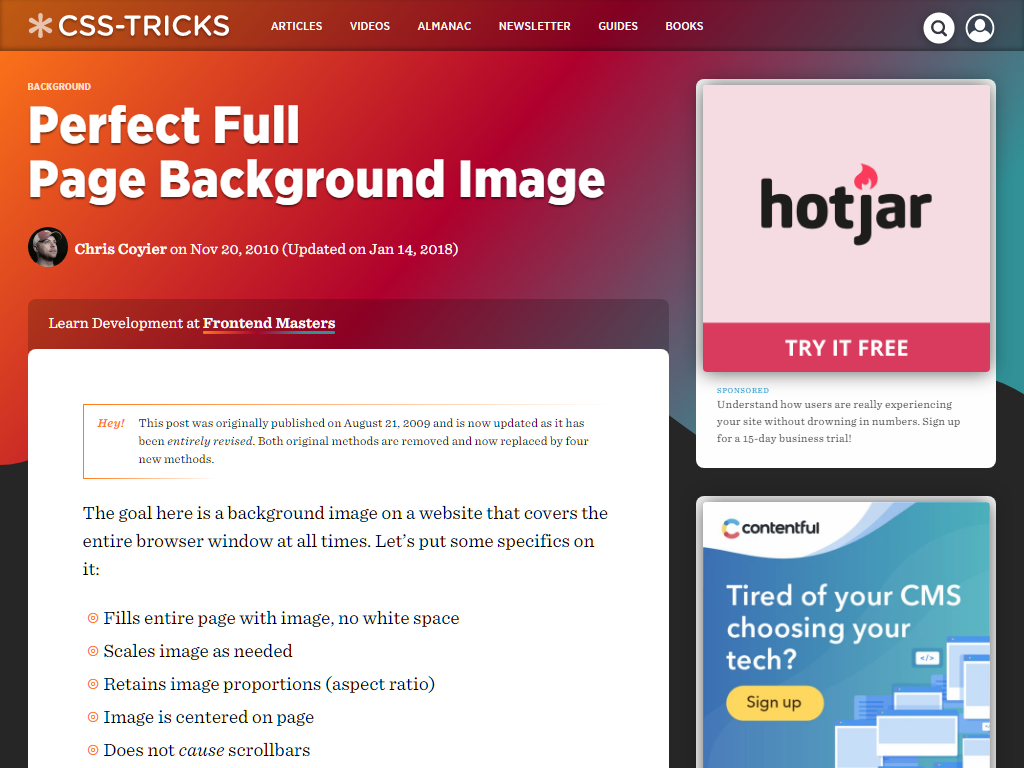 CSS-TRICKS
ARTICLES VIDEOS ALMANAC NEWSLETTER GUIDES BOOKS
BACKGROUND
Perfect Full
Page Background Image
Chris Coyier on Nov 20, 2010 (Updated on Jan 14, 2018)
Learn Development at Frontend Masters
Hey! This post was originally published on August 21, 2009 and is now updated as it has
been entirely revised. Both original methods are removed and now replaced by four
new methods.
The goal here is a background image on a website that covers the
entire browser window at all times. Let’s put some specifics on
it:
Fills entire page with image, no white space
Scales image as needed
Retains image proportions (aspect ratio)
Image is centered on page
Does not cause scrollbars
hotjar
TRY IT FREE
SPONSORED
Understand how users are really experiencing
your site without drowning in numbers. Sign up
for a 15-day business trial!
contentful
Tired of your CMS
choosing your
tech?
</>
Sign up